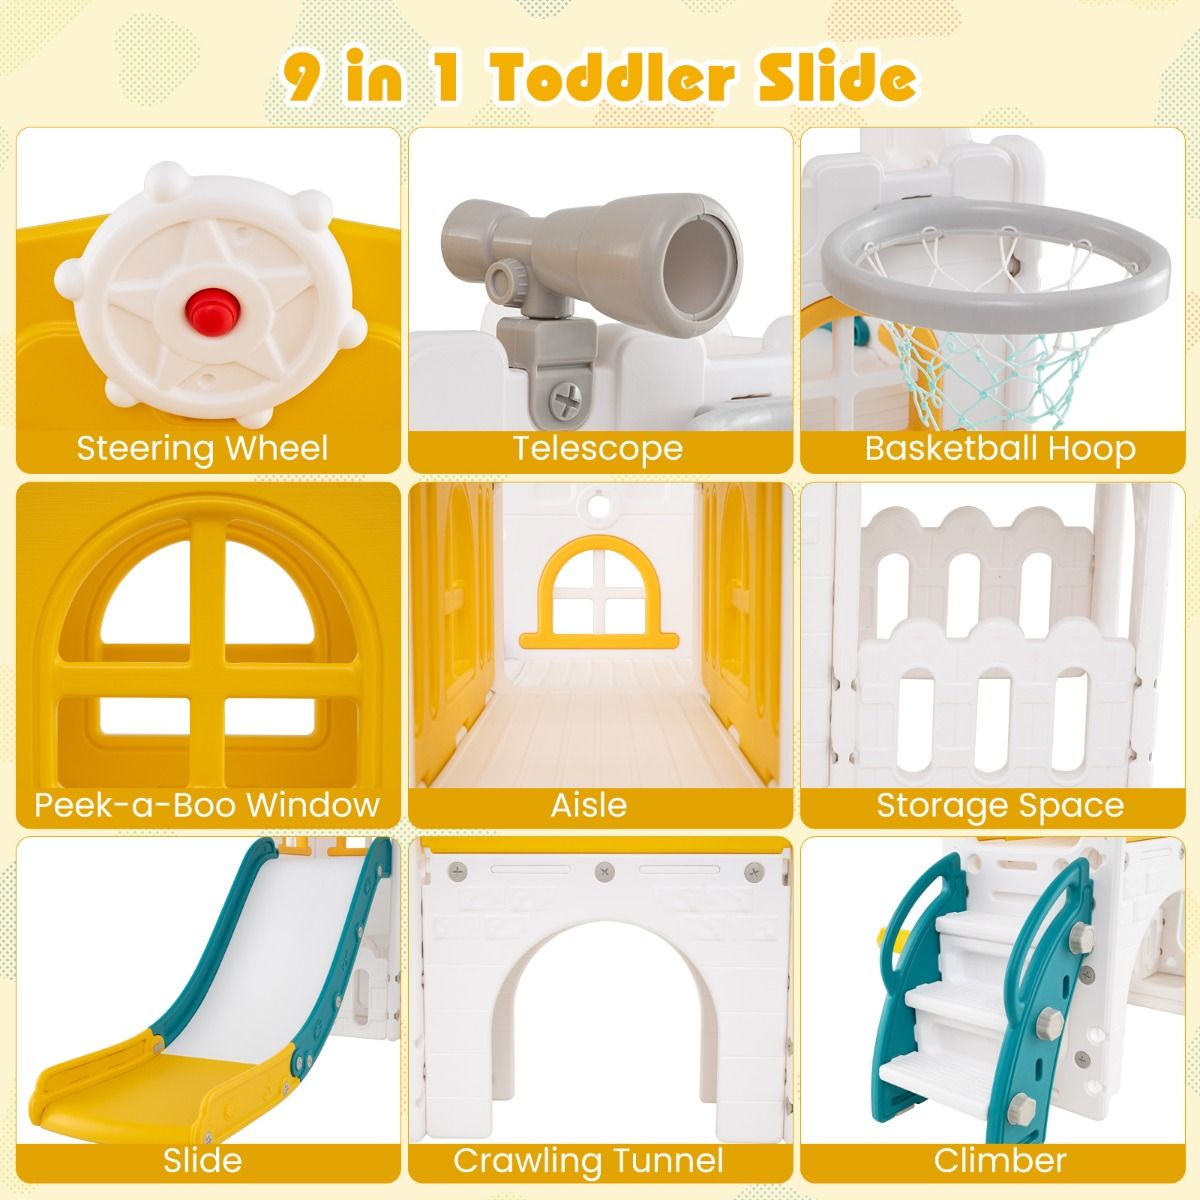 9 in 1 Toddler Slide
Steering Wheel
Telescope
Basketball Hoop
Peek-a-Boo Window
Aisle
Storage Space
Slide
Crawling Tunnel
Climber